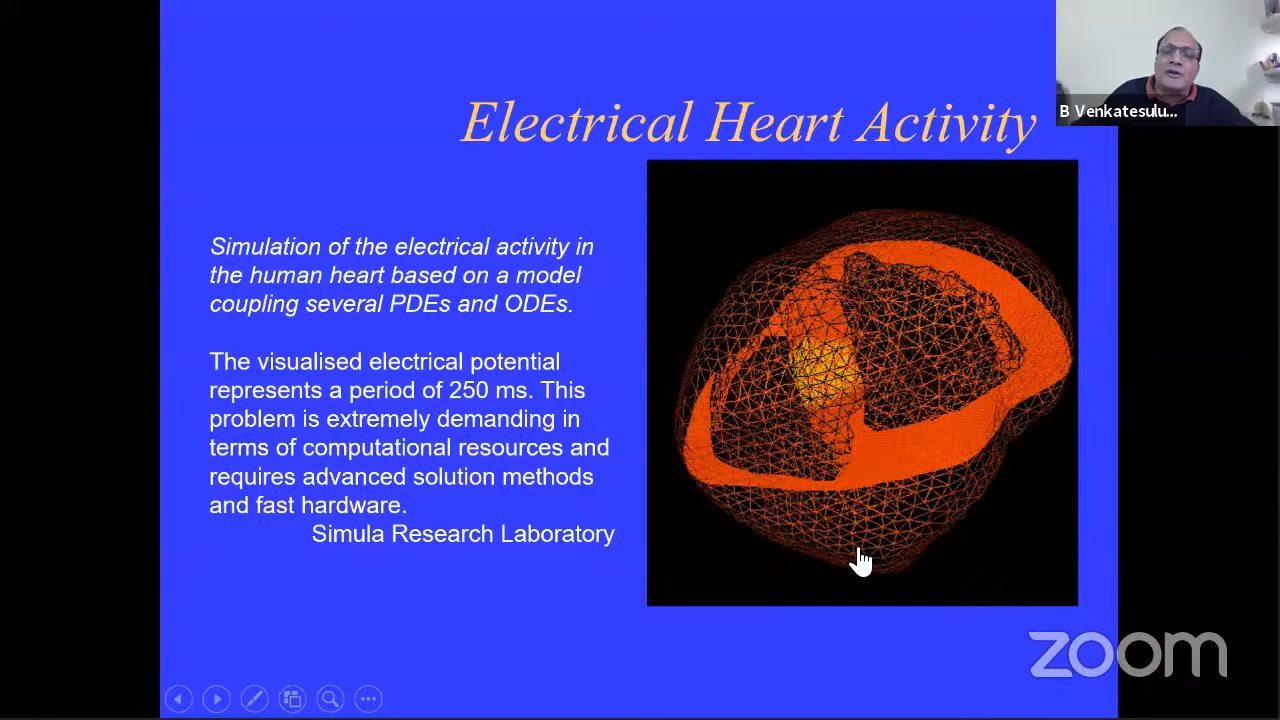 B Venkatesulu...
Electrical Heart Activity
Simulation of the electrical activity in
the human heart based on a model
coupling several PDEs and ODEs.
The visualised electrical potential
represents a period of 250 ms. This
problem is extremely demanding in
terms of computational resources and
requires advanced solution methods
and fast hardware.
Simula Research Laboratory
zoom